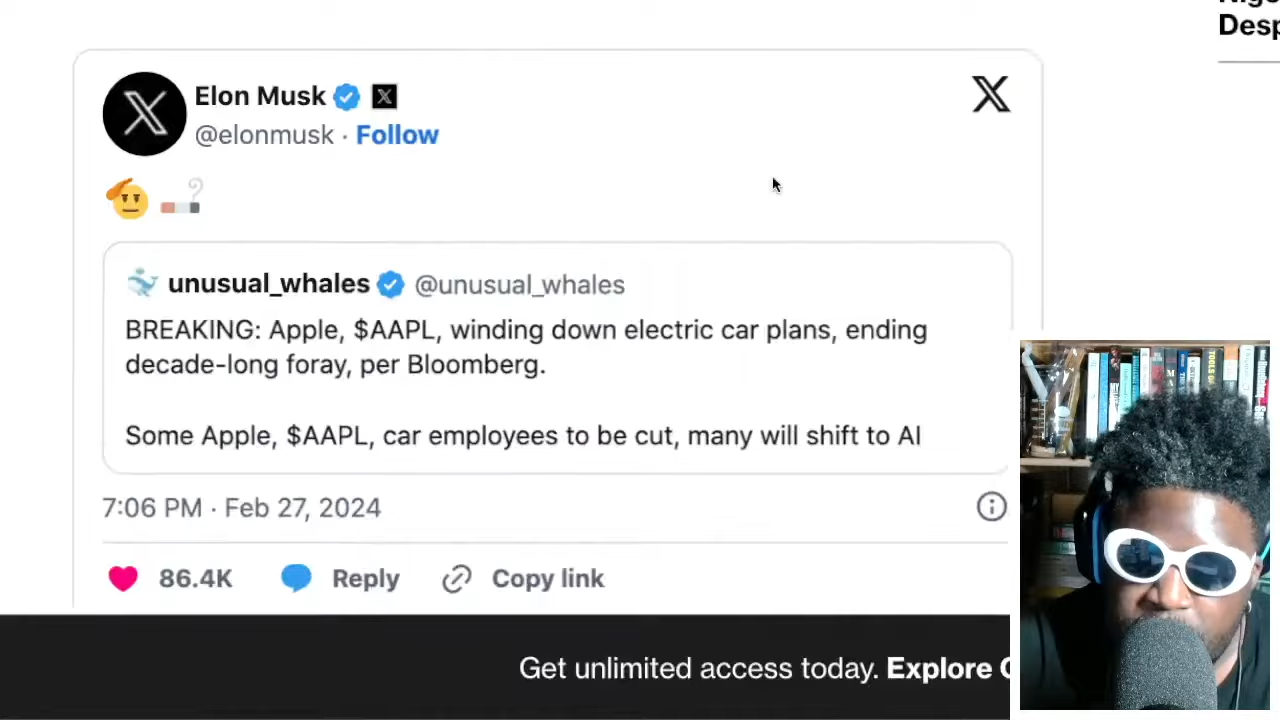 Desp
Elon Musk
@elonmusk · Follow
unusual_whales @unusual_whales
BREAKING: Apple, $AAPL, winding down electric car plans, ending
decade-long foray, per Bloomberg.
Some Apple, $AAPL, car employees to be cut, many will shift to AI
7:06 PM · Feb 27, 2024
86.4K Reply Copy link
Get unlimited access today. Explore